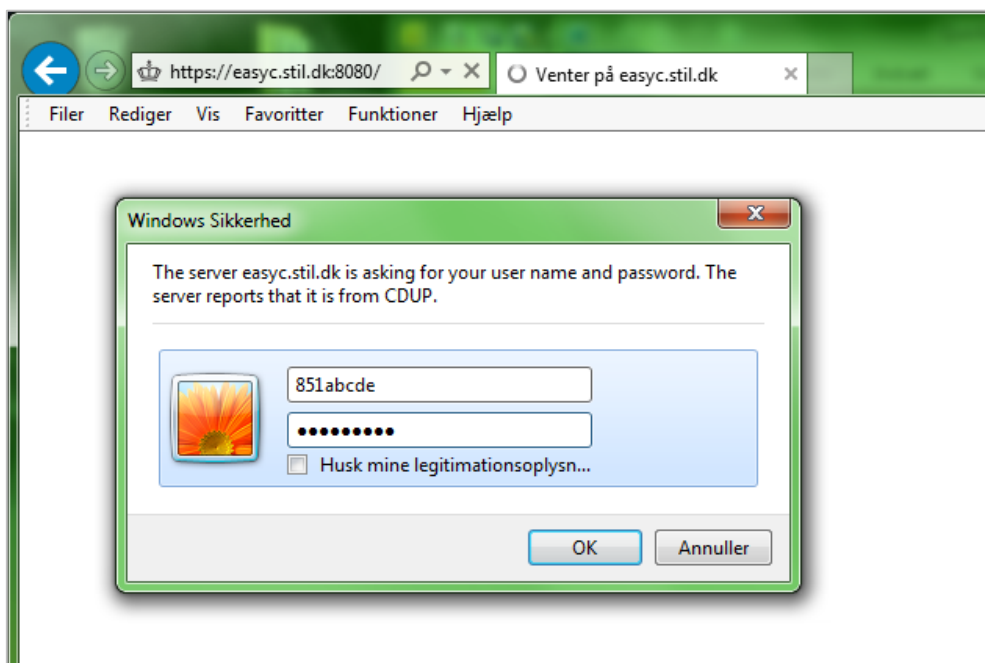 https://easyc.stil.dk:8080/
Venter på easyc.stil.dk
Filer Rediger Vis Favoritter Funktioner Hjælp
Windows Sikkerhed
The server easyc.stil.dk is asking for your user name and password. The
server reports that it is from CDUP.
851abcde
●●●●●●●●●
Husk mine legitimationsoplysn...
OK Annuller